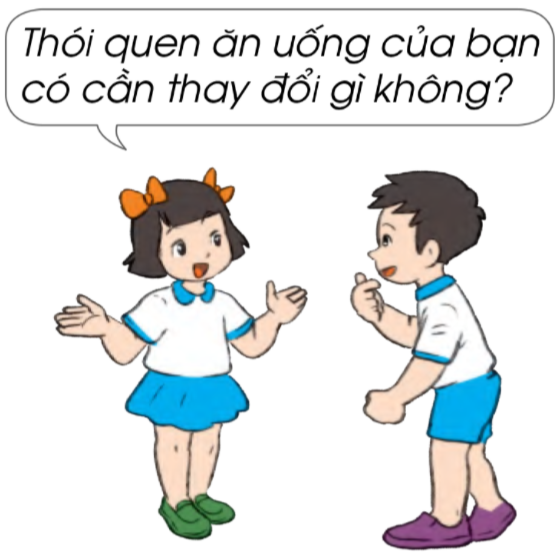 Thói quen ăn uống của bạn
có cần thay đổi gì không?